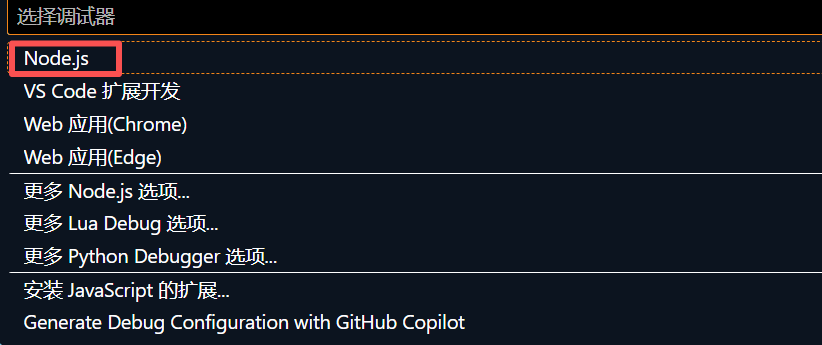 选择调试器
Node.js
VS Code 扩展开发
Web 应用(Chrome)
Web 应用(Edge)
更多 Node.js 选项...
更多 Lua Debug 选项...
更多 Python Debugger 选项...
安装 JavaScript 的扩展...
Generate Debug Configuration with GitHub Copilot